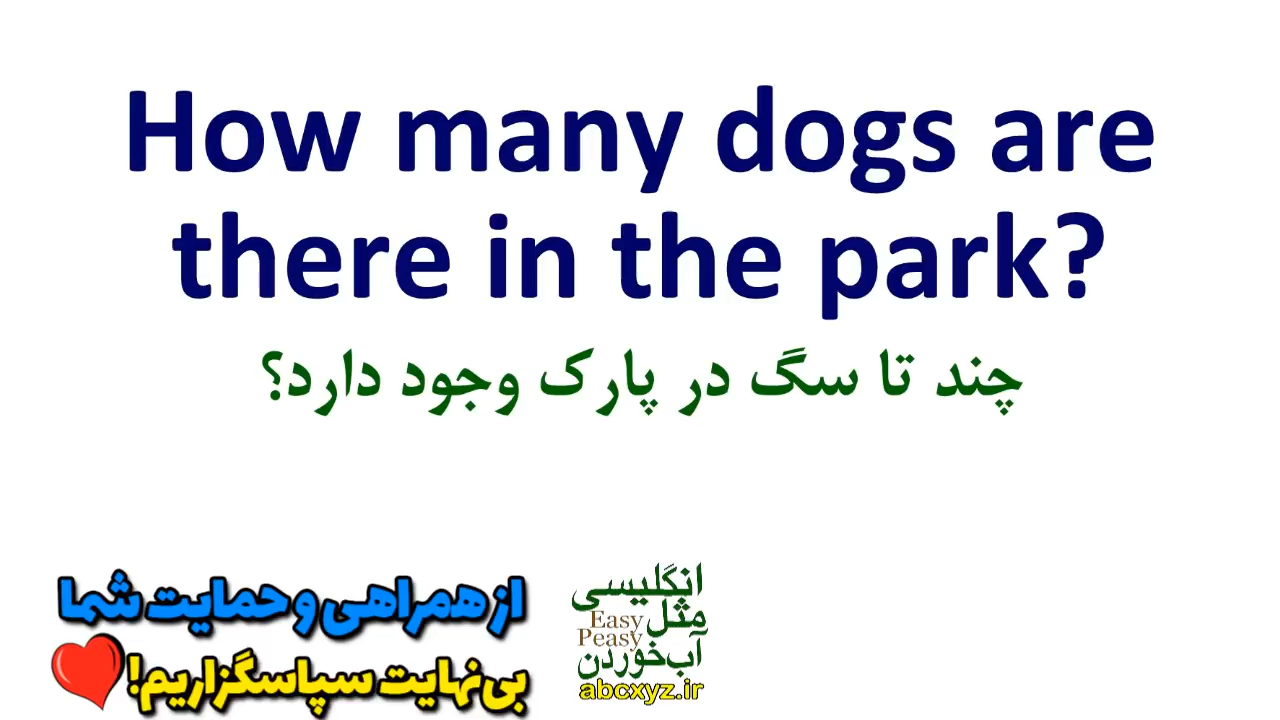 How many dogs are
there in the park?
چند تا سگ در پارک وجود دارد؟
از همراهی و حمایت شما
بی‌نهایت سپاسگزاریم!
انگلیسی
مثل
Easy
Peasy
آب‌خوردن
abcxyz.ir